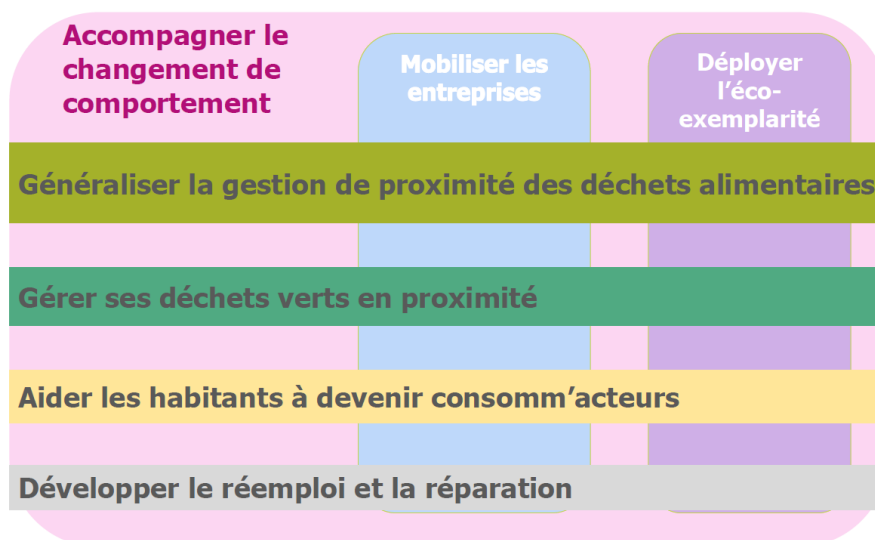 Accompagner le
changement de
comportement
Mobiliser les
entreprises
Déployer
l’éco-
exemplarité
Généraliser la gestion de proximité des déchets alimentaires
Gérer ses déchets verts en proximité
Aider les habitants à devenir consomm’acteurs
Développer le réemploi et la réparation